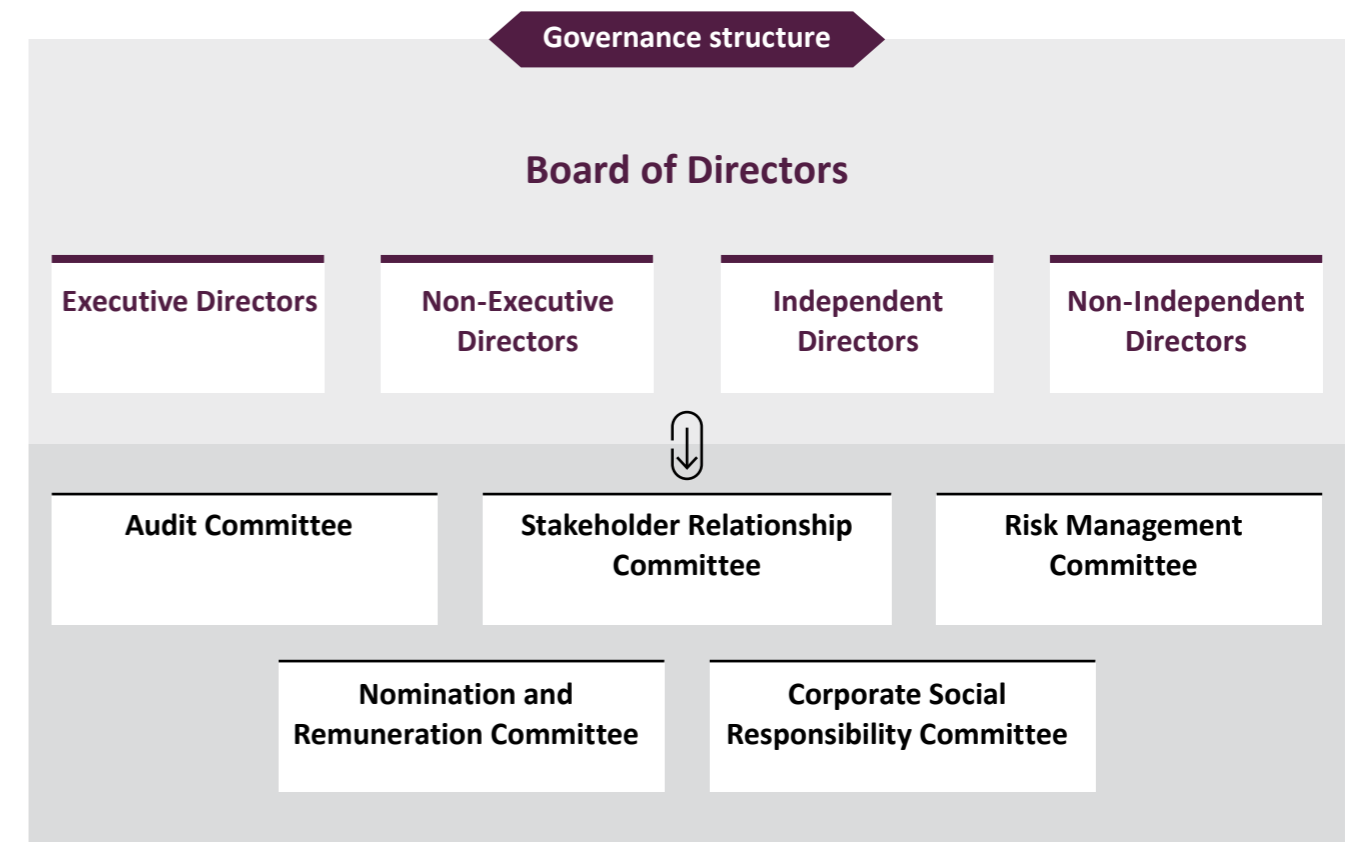 Governance structure
Board of Directors
Executive Directors
Non-Executive
Directors
Independent
Directors
Non-Independent
Directors
Audit Committee
Stakeholder Relationship
Committee
Risk Management
Committee
Nomination and
Remuneration Committee
Corporate Social
Responsibility Committee